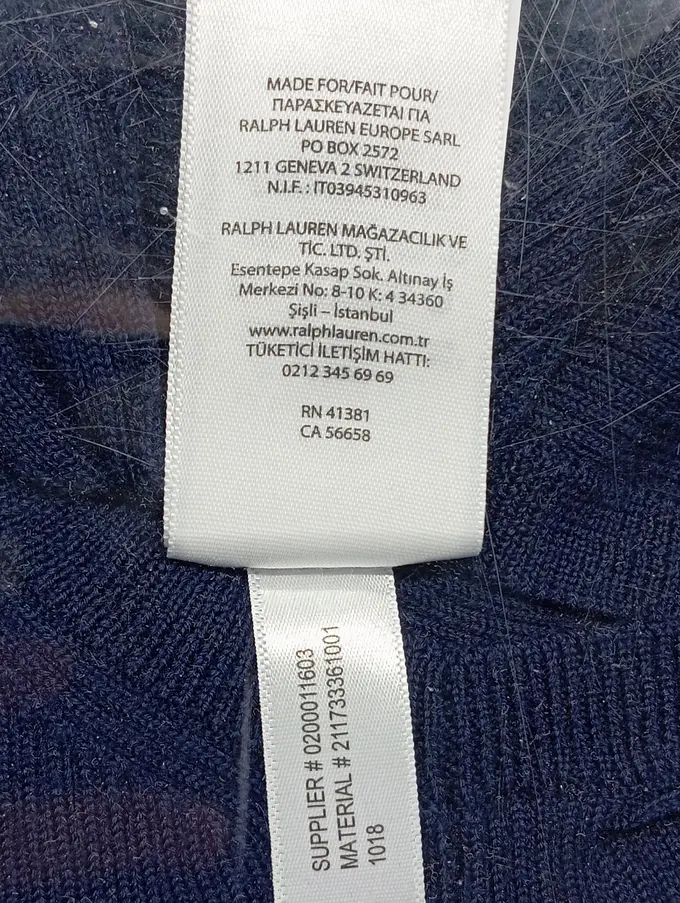 MADE FOR/FAIT POUR/
ΠΑΡΑΣΚΕΥΑΖΕΤΑΙ ΓΙΑ
RALPH LAUREN EUROPE SARL
PO BOX 2572
1211 GENEVA 2 SWITZERLAND
N.I.F. : IT03945310963
RALPH LAUREN MAĞAZACILIK VE
TİC. LTD. ŞTİ.
Esentepe Kasap Sok. Altınay İş
Merkezi No: 8-10 K: 4 34360
Şişli – İstanbul
www.ralphlauren.com.tr
TÜKETİCİ İLETİŞİM HATTI:
0212 345 69 69
RN 41381
CA 56658
SUPPLIER # 0200011603
MATERIAL # 211733361001
1018